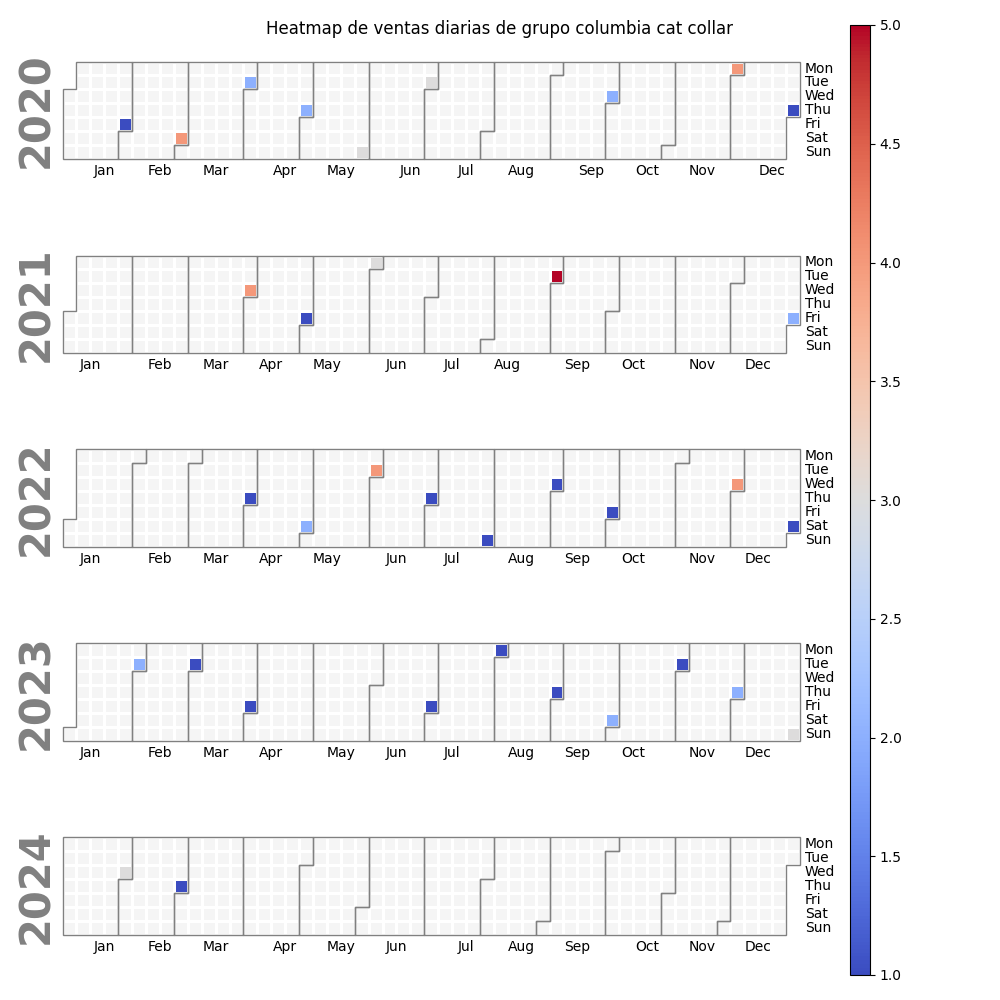 Heatmap de ventas diarias de grupo columbia cat collar
2020
Mon
Tue
Wed
Thu
Fri
Sat
Sun
Jan Feb Mar Apr May Jun Jul Aug Sep Oct Nov Dec
2021
Mon
Tue
Wed
Thu
Fri
Sat
Sun
Jan Feb Mar Apr May Jun Jul Aug Sep Oct Nov Dec
2022
Mon
Tue
Wed
Thu
Fri
Sat
Sun
Jan Feb Mar Apr May Jun Jul Aug Sep Oct Nov Dec
2023
Mon
Tue
Wed
Thu
Fri
Sat
Sun
Jan Feb Mar Apr May Jun Jul Aug Sep Oct Nov Dec
2024
Mon
Tue
Wed
Thu
Fri
Sat
Sun
Jan Feb Mar Apr May Jun Jul Aug Sep Oct Nov Dec
5.0
4.5
4.0
3.5
3.0
2.5
2.0
1.5
1.0